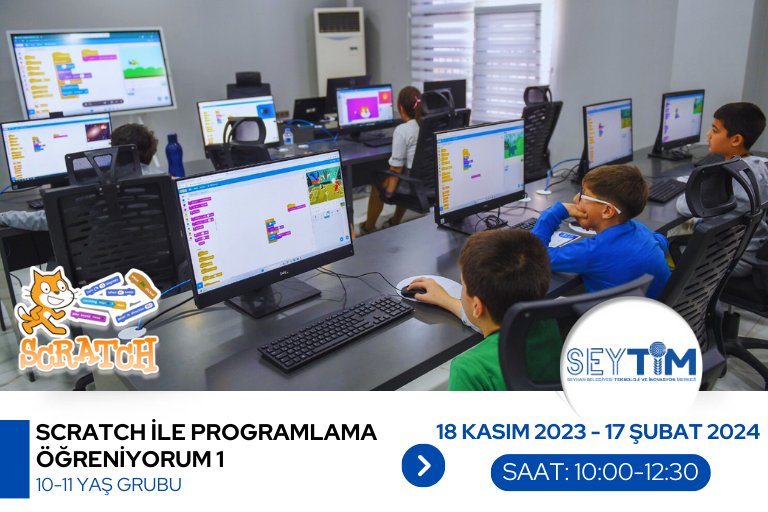 SCRATCH
SEYTİM
SEYHAN BELEDİYESİ TEKNOLOJİ VE İNOVASYON MERKEZİ
DELL
SCRATCH İLE PROGRAMLAMA
ÖĞRENİYORUM 1
10-11 YAŞ GRUBU
18 KASIM 2023 - 17 ŞUBAT 2024
SAAT: 10:00-12:30